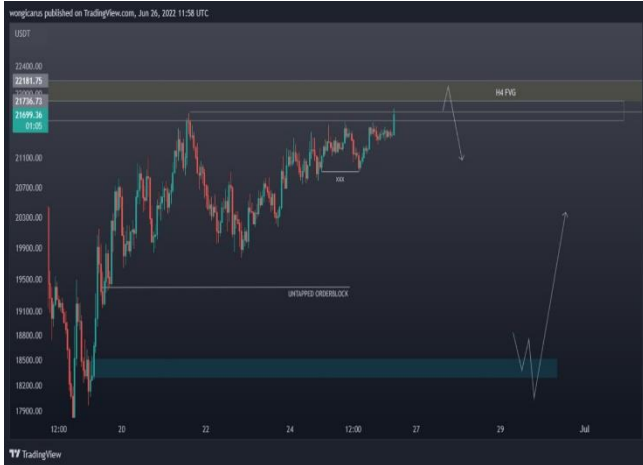 wongicarus published on TradingView.com, Jun 26, 2022 11:58 UTC
USDT
22400.00
22181.75
22000.00
H4 FVG
21736.73
21699.36
01:05
21100.00
xxx
20700.00
20300.00
19900.00
19500.00
UNTAPPED ORDERBLOCK
19100.00
18800.00
18500.00
18200.00
17900.00
12:00 20 22 24 12:00 27 29 Jul
TradingView